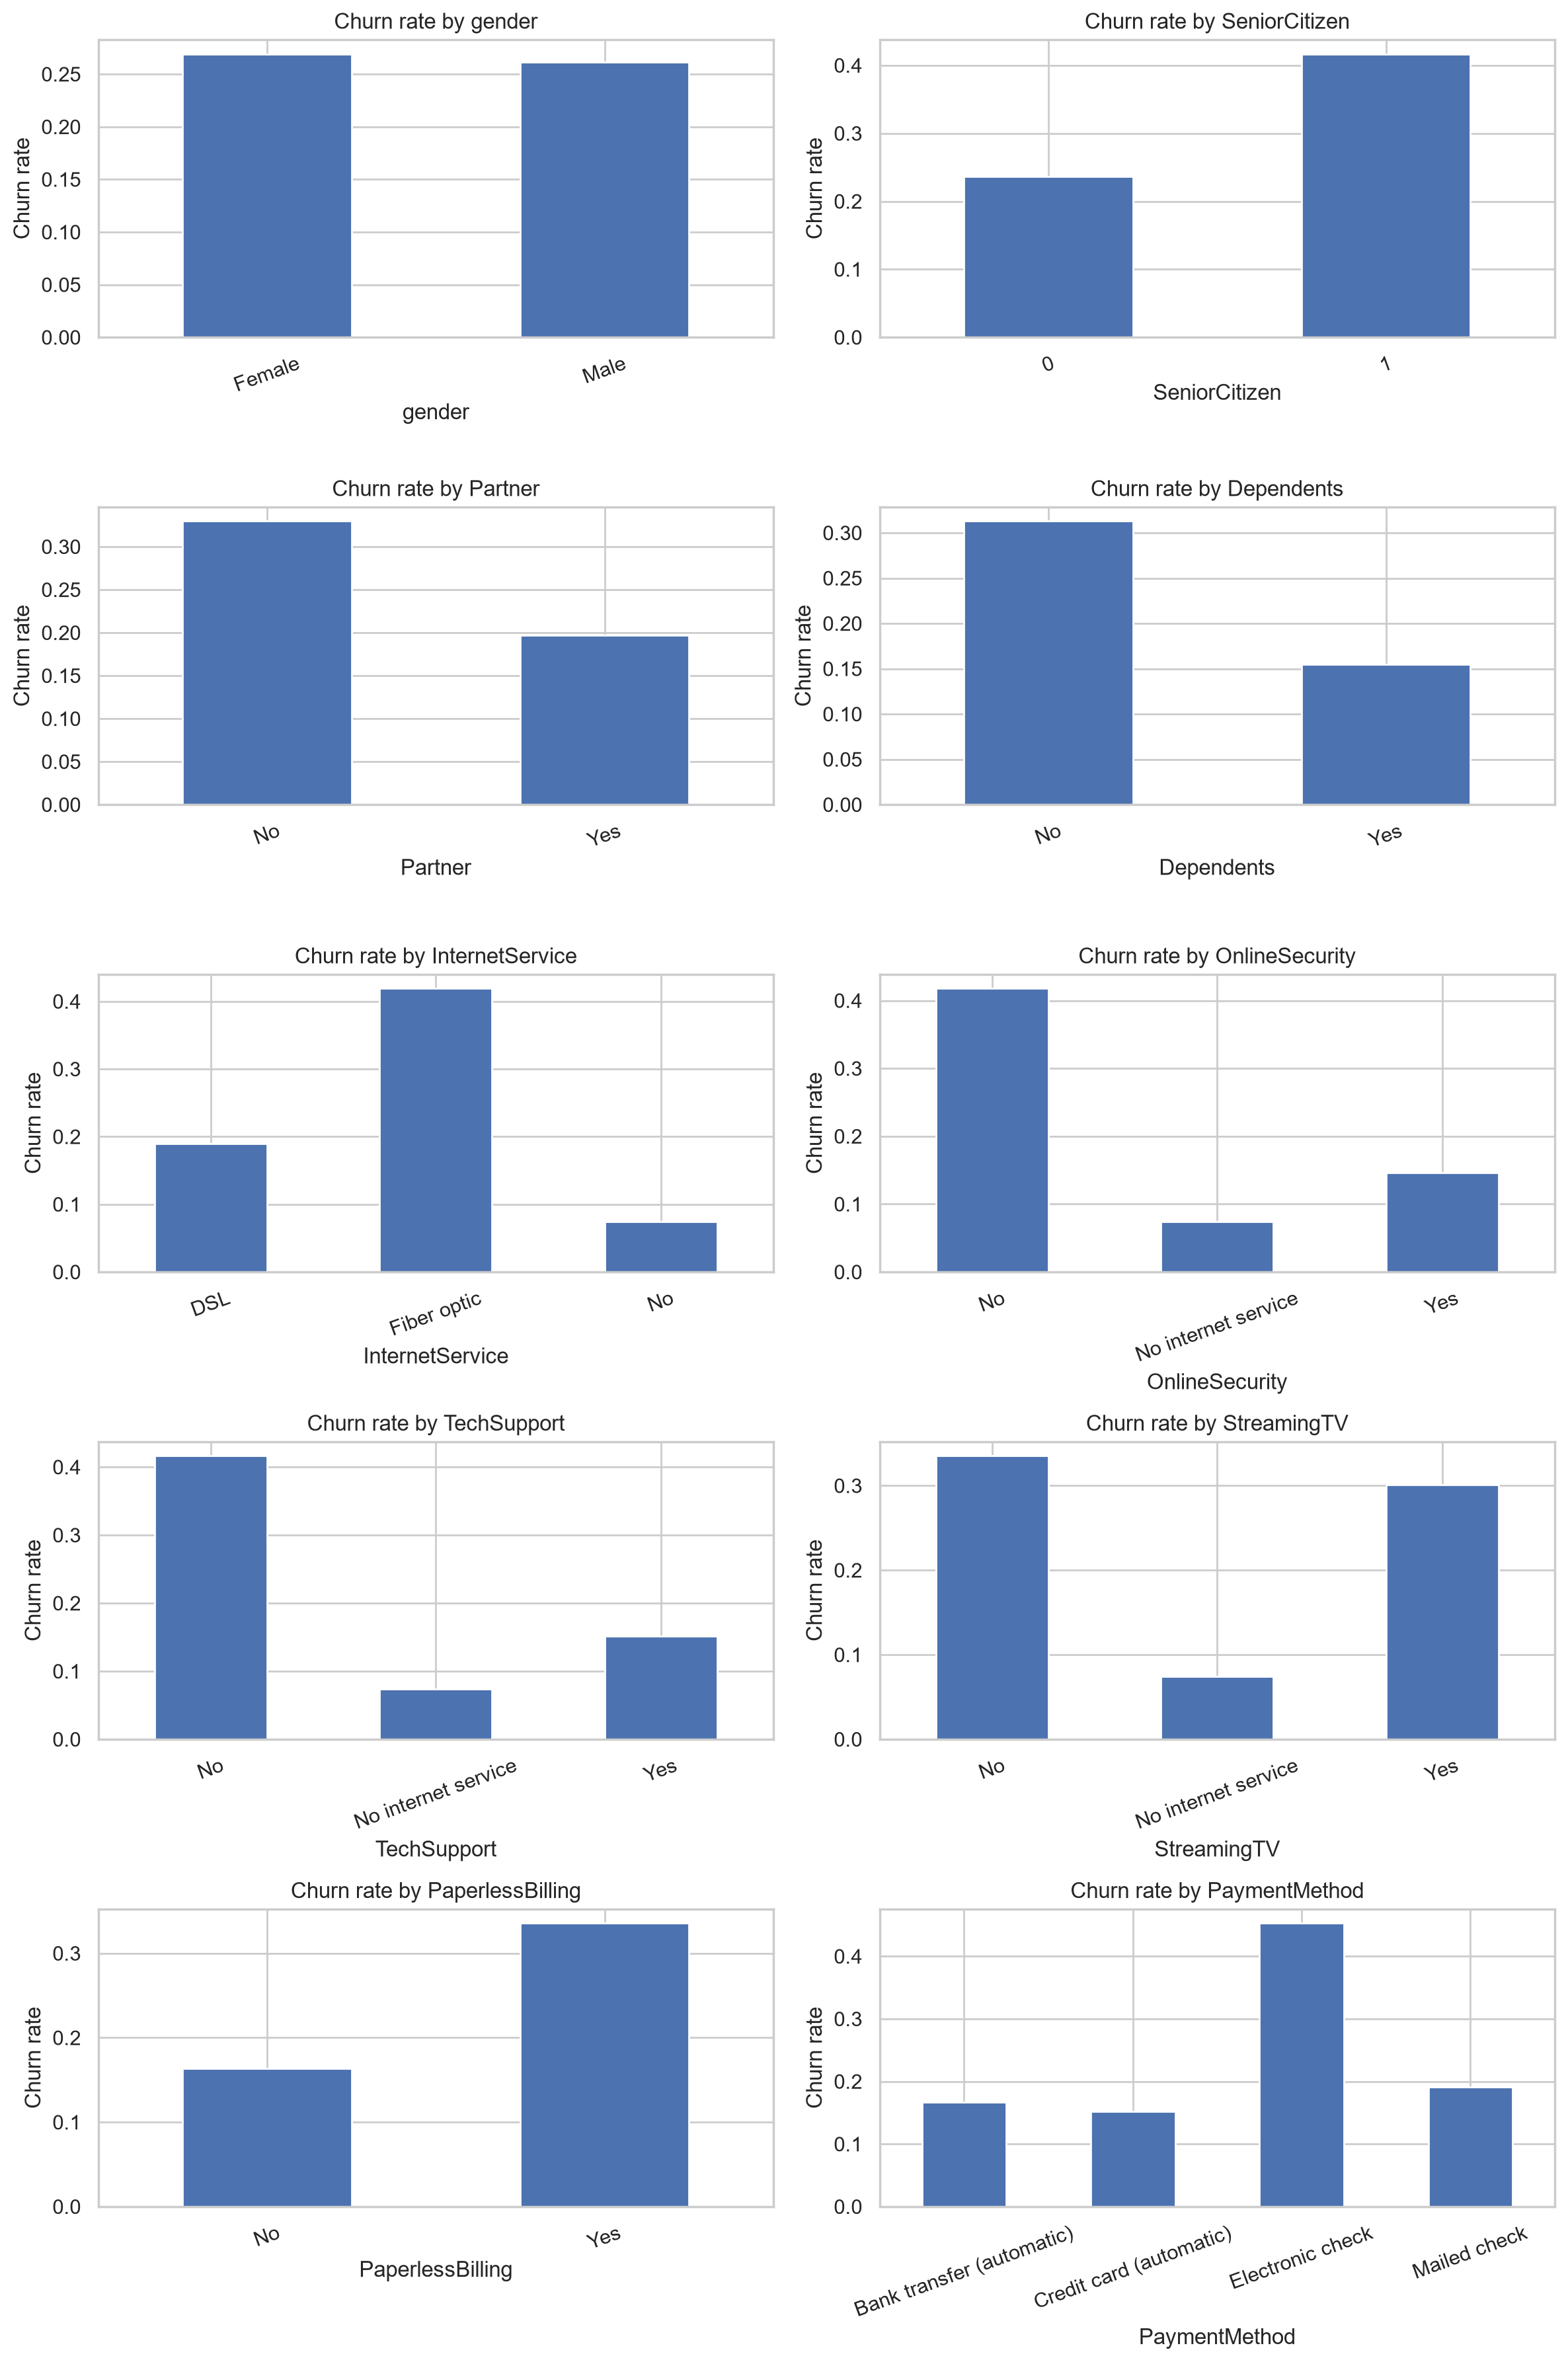 Churn rate by gender
Churn rate
0.25
0.20
0.15
0.10
0.05
0.00
Female
Male
gender
Churn rate by SeniorCitizen
Churn rate
0.4
0.3
0.2
0.1
0.0
0
1
SeniorCitizen
Churn rate by Partner
Churn rate
0.30
0.25
0.20
0.15
0.10
0.05
0.00
No
Yes
Partner
Churn rate by Dependents
Churn rate
0.30
0.25
0.20
0.15
0.10
0.05
0.00
No
Yes
Dependents
Churn rate by InternetService
Churn rate
0.4
0.3
0.2
0.1
0.0
DSL
Fiber optic
No
InternetService
Churn rate by OnlineSecurity
Churn rate
0.4
0.3
0.2
0.1
0.0
No
No internet service
Yes
OnlineSecurity
Churn rate by TechSupport
Churn rate
0.4
0.3
0.2
0.1
0.0
No
No internet service
Yes
TechSupport
Churn rate by StreamingTV
Churn rate
0.3
0.2
0.1
0.0
No
No internet service
Yes
StreamingTV
Churn rate by PaperlessBilling
Churn rate
0.3
0.2
0.1
0.0
No
Yes
PaperlessBilling
Churn rate by PaymentMethod
Churn rate
0.4
0.3
0.2
0.1
0.0
Bank transfer (automatic)
Credit card (automatic)
Electronic check
Mailed check
PaymentMethod